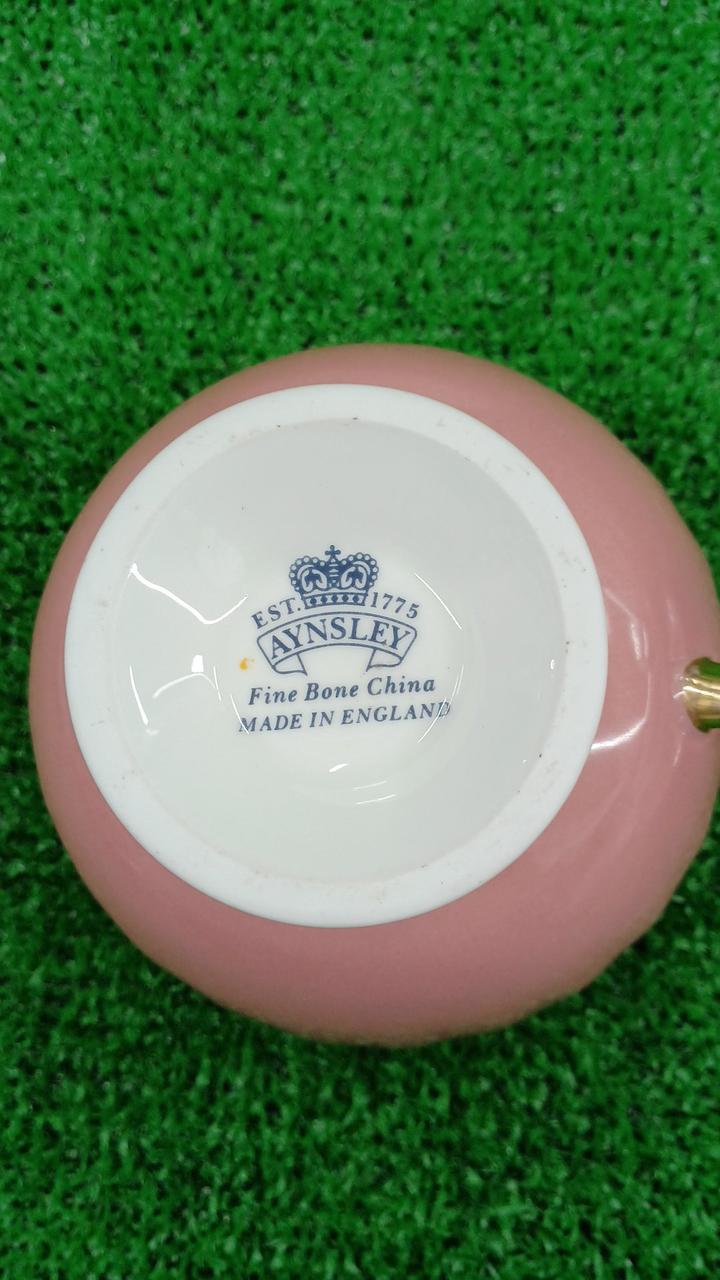 EST. 1775
AYNSLEY
Fine Bone China
MADE IN ENGLAND